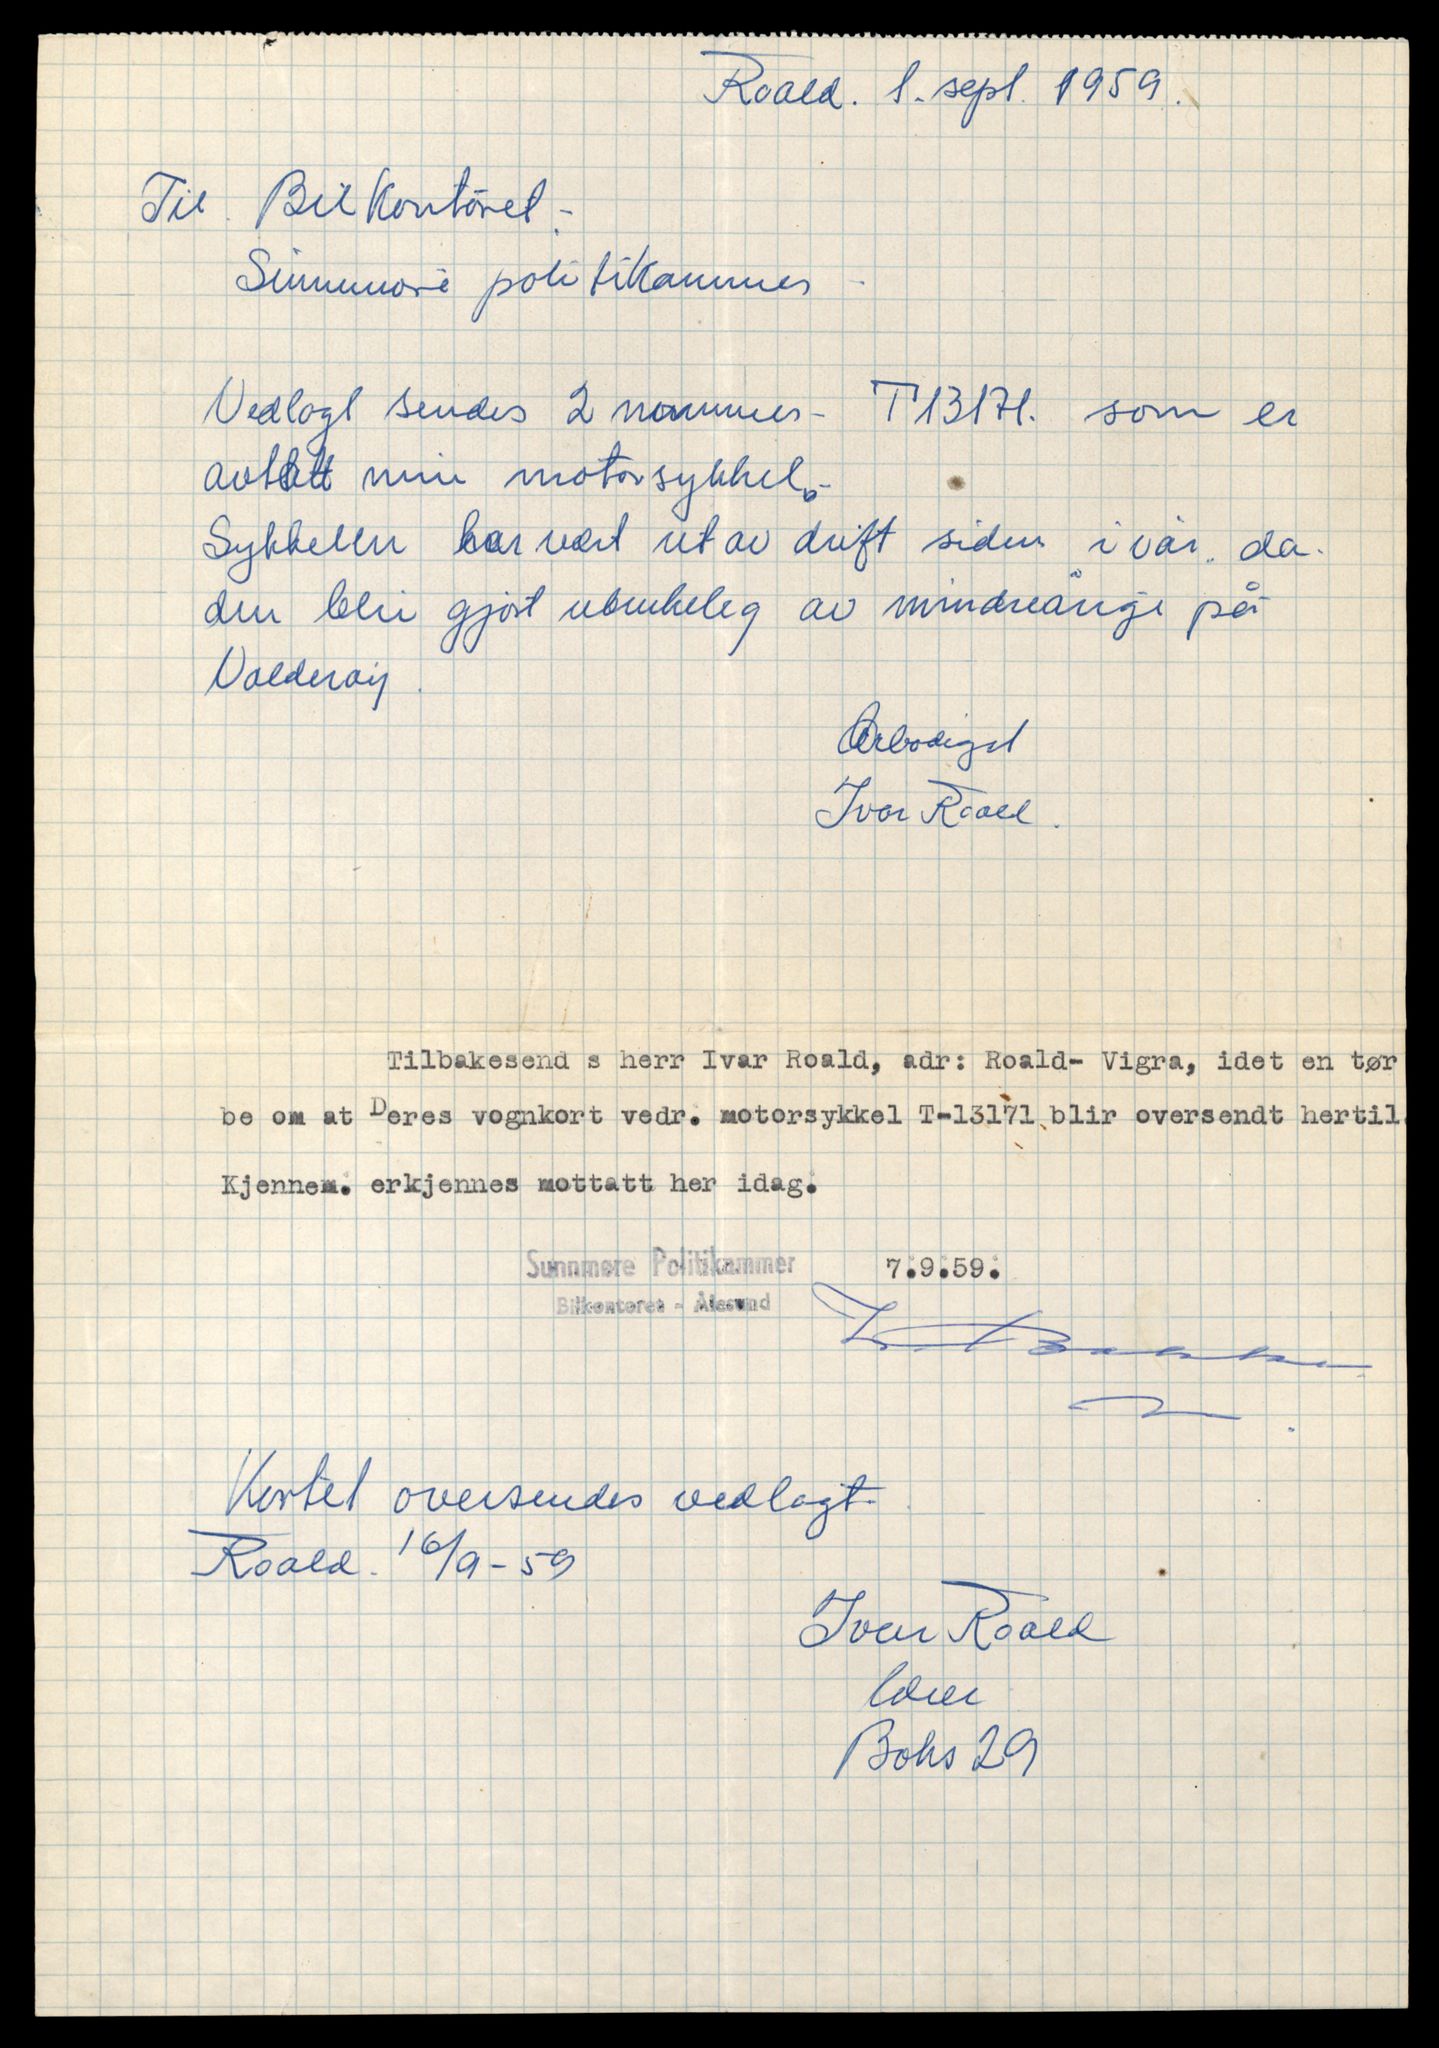 Roald. 1. sept. 1959.
Til Bilkontoret.
Sunnmøre politikammer
Vedlagt sendes 2 nummer - T13171. som er
avtatt min motorsykkel.
Sykkelen har vært ut av drift siden i vår. da
den blei gjort ubrukeleg av mindreårige på
Valderøy.
Ærbødigst
Ivar Roald.
Tilbakesend s herr Ivar Roald, adr: Roald- Vigra, idet en tør
be om at Deres vognkort vedr. motorsykkel T-13171 blir oversendt hertil.
Kjennem. erkjennes mottatt her idag.
Sunnmøre Politikammer 7.9.59.
Bilkontoret - Ålesund
Kortet oversendes vedlagt.
Roald. 16/9-59
Ivar Roald
lærer
Boks 29